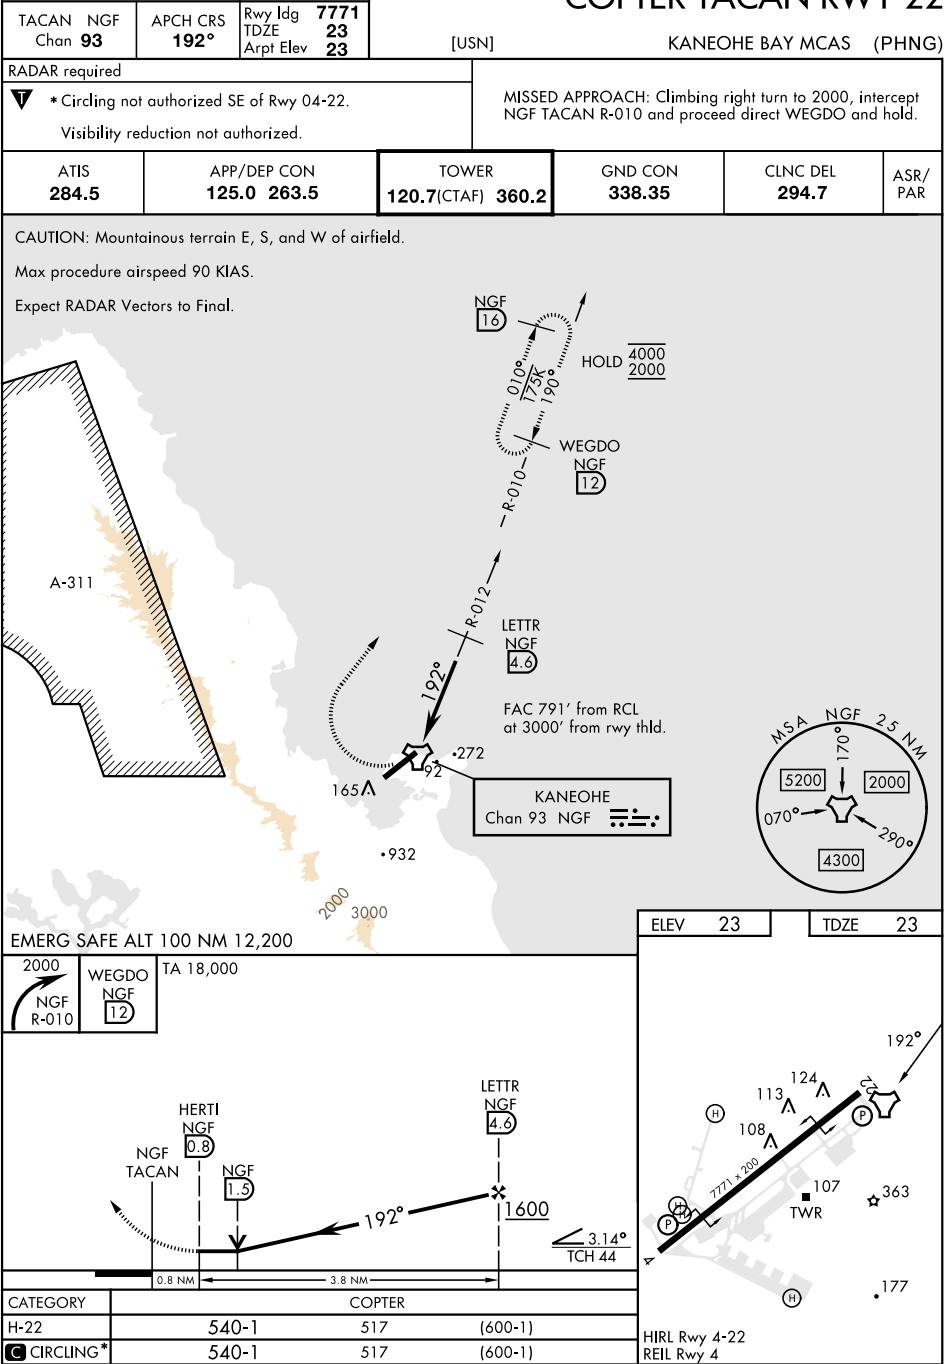 COPTER TACAN RWY 22
TACAN NGF
Chan 93
APCH CRS
192°
Rwy ldg 7771
TDZE 23
Arpt Elev 23
[USN]
KANEOHE BAY MCAS (PHNG)
RADAR required
T
* Circling not authorized SE of Rwy 04-22.
Visibility reduction not authorized.
MISSED APPROACH: Climbing right turn to 2000, intercept
NGF TACAN R-010 and proceed direct WEGDO and hold.
ATIS
284.5
APP/DEP CON
125.0 263.5
TOWER
120.7(CTAF) 360.2
GND CON
338.35
CLNC DEL
294.7
ASR/
PAR
CAUTION: Mountainous terrain E, S, and W of airfield.
Max procedure airspeed 90 KIAS.
Expect RADAR Vectors to Final.
NGF
16
HOLD 4000
2000
010°
175K
190°
WEGDO
NGF
12
R-010
A-311
R-012
LETTR
NGF
4.6
192°
FAC 791' from RCL
at 3000' from rwy thld.
272
92
165
KANEOHE
Chan 93 NGF
932
2000
3000
MSA NGF 25 NM
170°
5200
2000
070°
290°
4300
EMERG SAFE ALT 100 NM 12,200
ELEV 23
TDZE 23
2000
NGF
R-010
WEGDO
NGF
12
TA 18,000
LETTR
NGF
4.6
HERTI
NGF
0.8
NGF
TACAN
NGF
1.5
192°
1600
3.14°
TCH 44
0.8 NM
3.8 NM
192°
22
124
113
108
H
P
7771 x 200
107
TWR
363
H
H
P
4
177
H
HIRL Rwy 4-22
REIL Rwy 4
CATEGORY
COPTER
H-22
540-1 517 (600-1)
C CIRCLING*
540-1 517 (600-1)